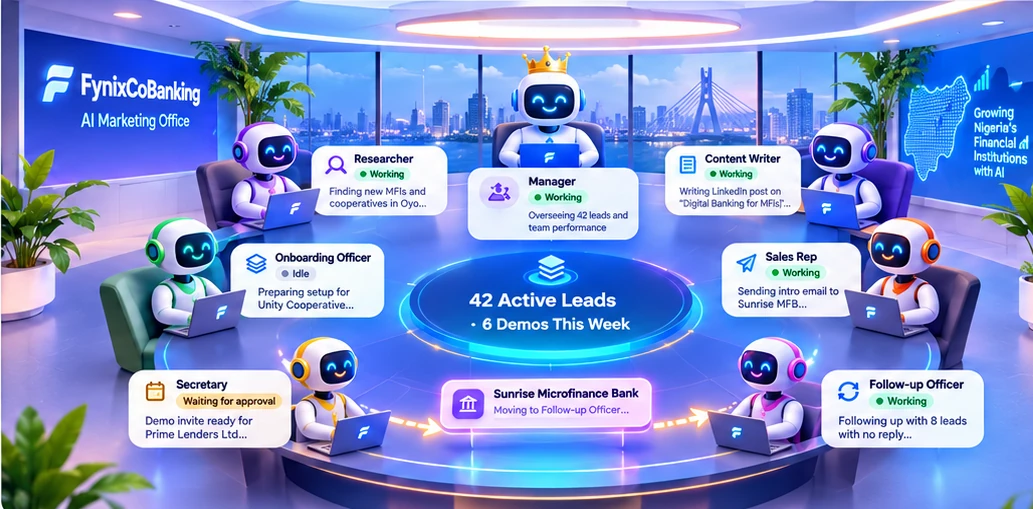 FynixCoBanking
AI Marketing Office
Growing
Nigeria's
Financial
Institutions
with AI
Researcher
Working
Finding new MFIs and
cooperatives in Oyo...
Manager
Working
Overseeing 42 leads and
team performance
Content Writer
Working
Writing LinkedIn post on
"Digital Banking for MFIs]"...
Onboarding Officer
Idle
Preparing setup for
Unity Cooperative...
42 Active Leads
• 6 Demos This Week
Sales Rep
Working
Sending intro email to
Sunrise MFB...
Secretary
Waiting for approval
Demo invite ready for
Prime Lenders Ltd...
Sunrise Microfinance Bank
Moving to Follow-up Officer...
Follow-up Officer
Working
Following up with 8 leads
with no reply...